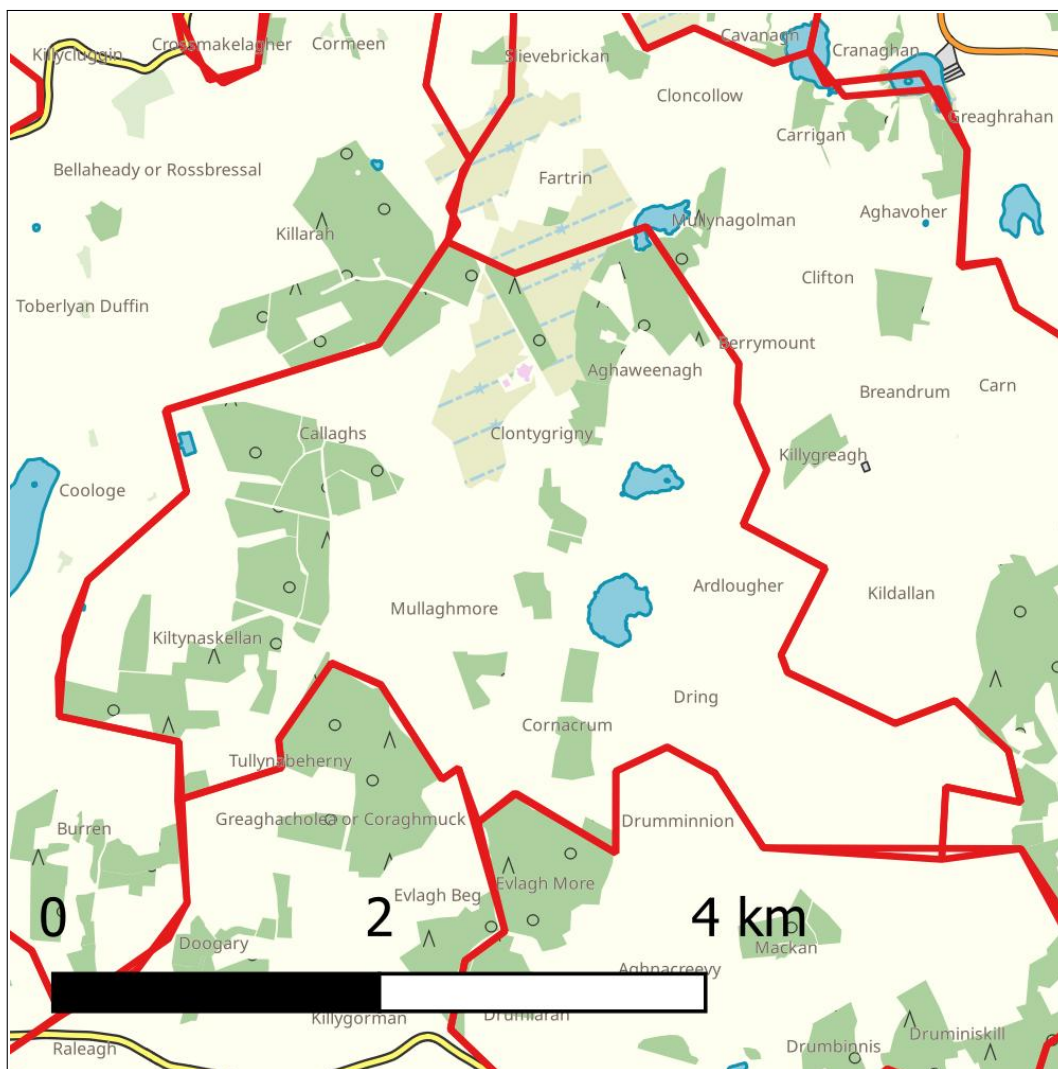 Killycluggin
Crossmakelagher
Cormeen
Slievebrickan
Cavanagh
Cranaghan
Cloncollow
Greaghrahan
Carrigan
Bellaheady or Rossbressal
Fartrin
Killarah
Mullynagolman
Aghavoher
Toberlyan Duffin
Clifton
Berrymount
Aghaweenagh
Breandrum
Carn
Callaghs
Clontygrigny
Killygreagh
Coologe
Mullaghmore
Ardlougher
Kildallan
Kiltynaskellan
Dring
Cornacrum
Tullynabeherny
Burren
Greaghacholea or Coraghmuck
Drumminnion
Evlagh Beg
Evlagh More
0 2 4 km
Doogary
Mackan
Aghnacreevy
Killygorman
Drumlaran
Raleagh
Drumbinnis
Druminiskill